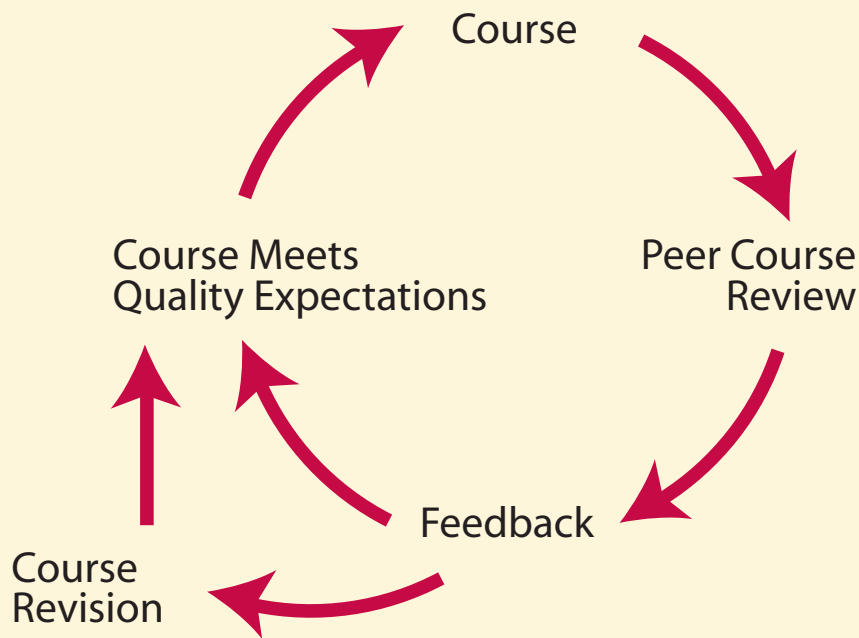 Course
Peer Course
Review
Feedback
Course
Revision
Course Meets
Quality Expectations